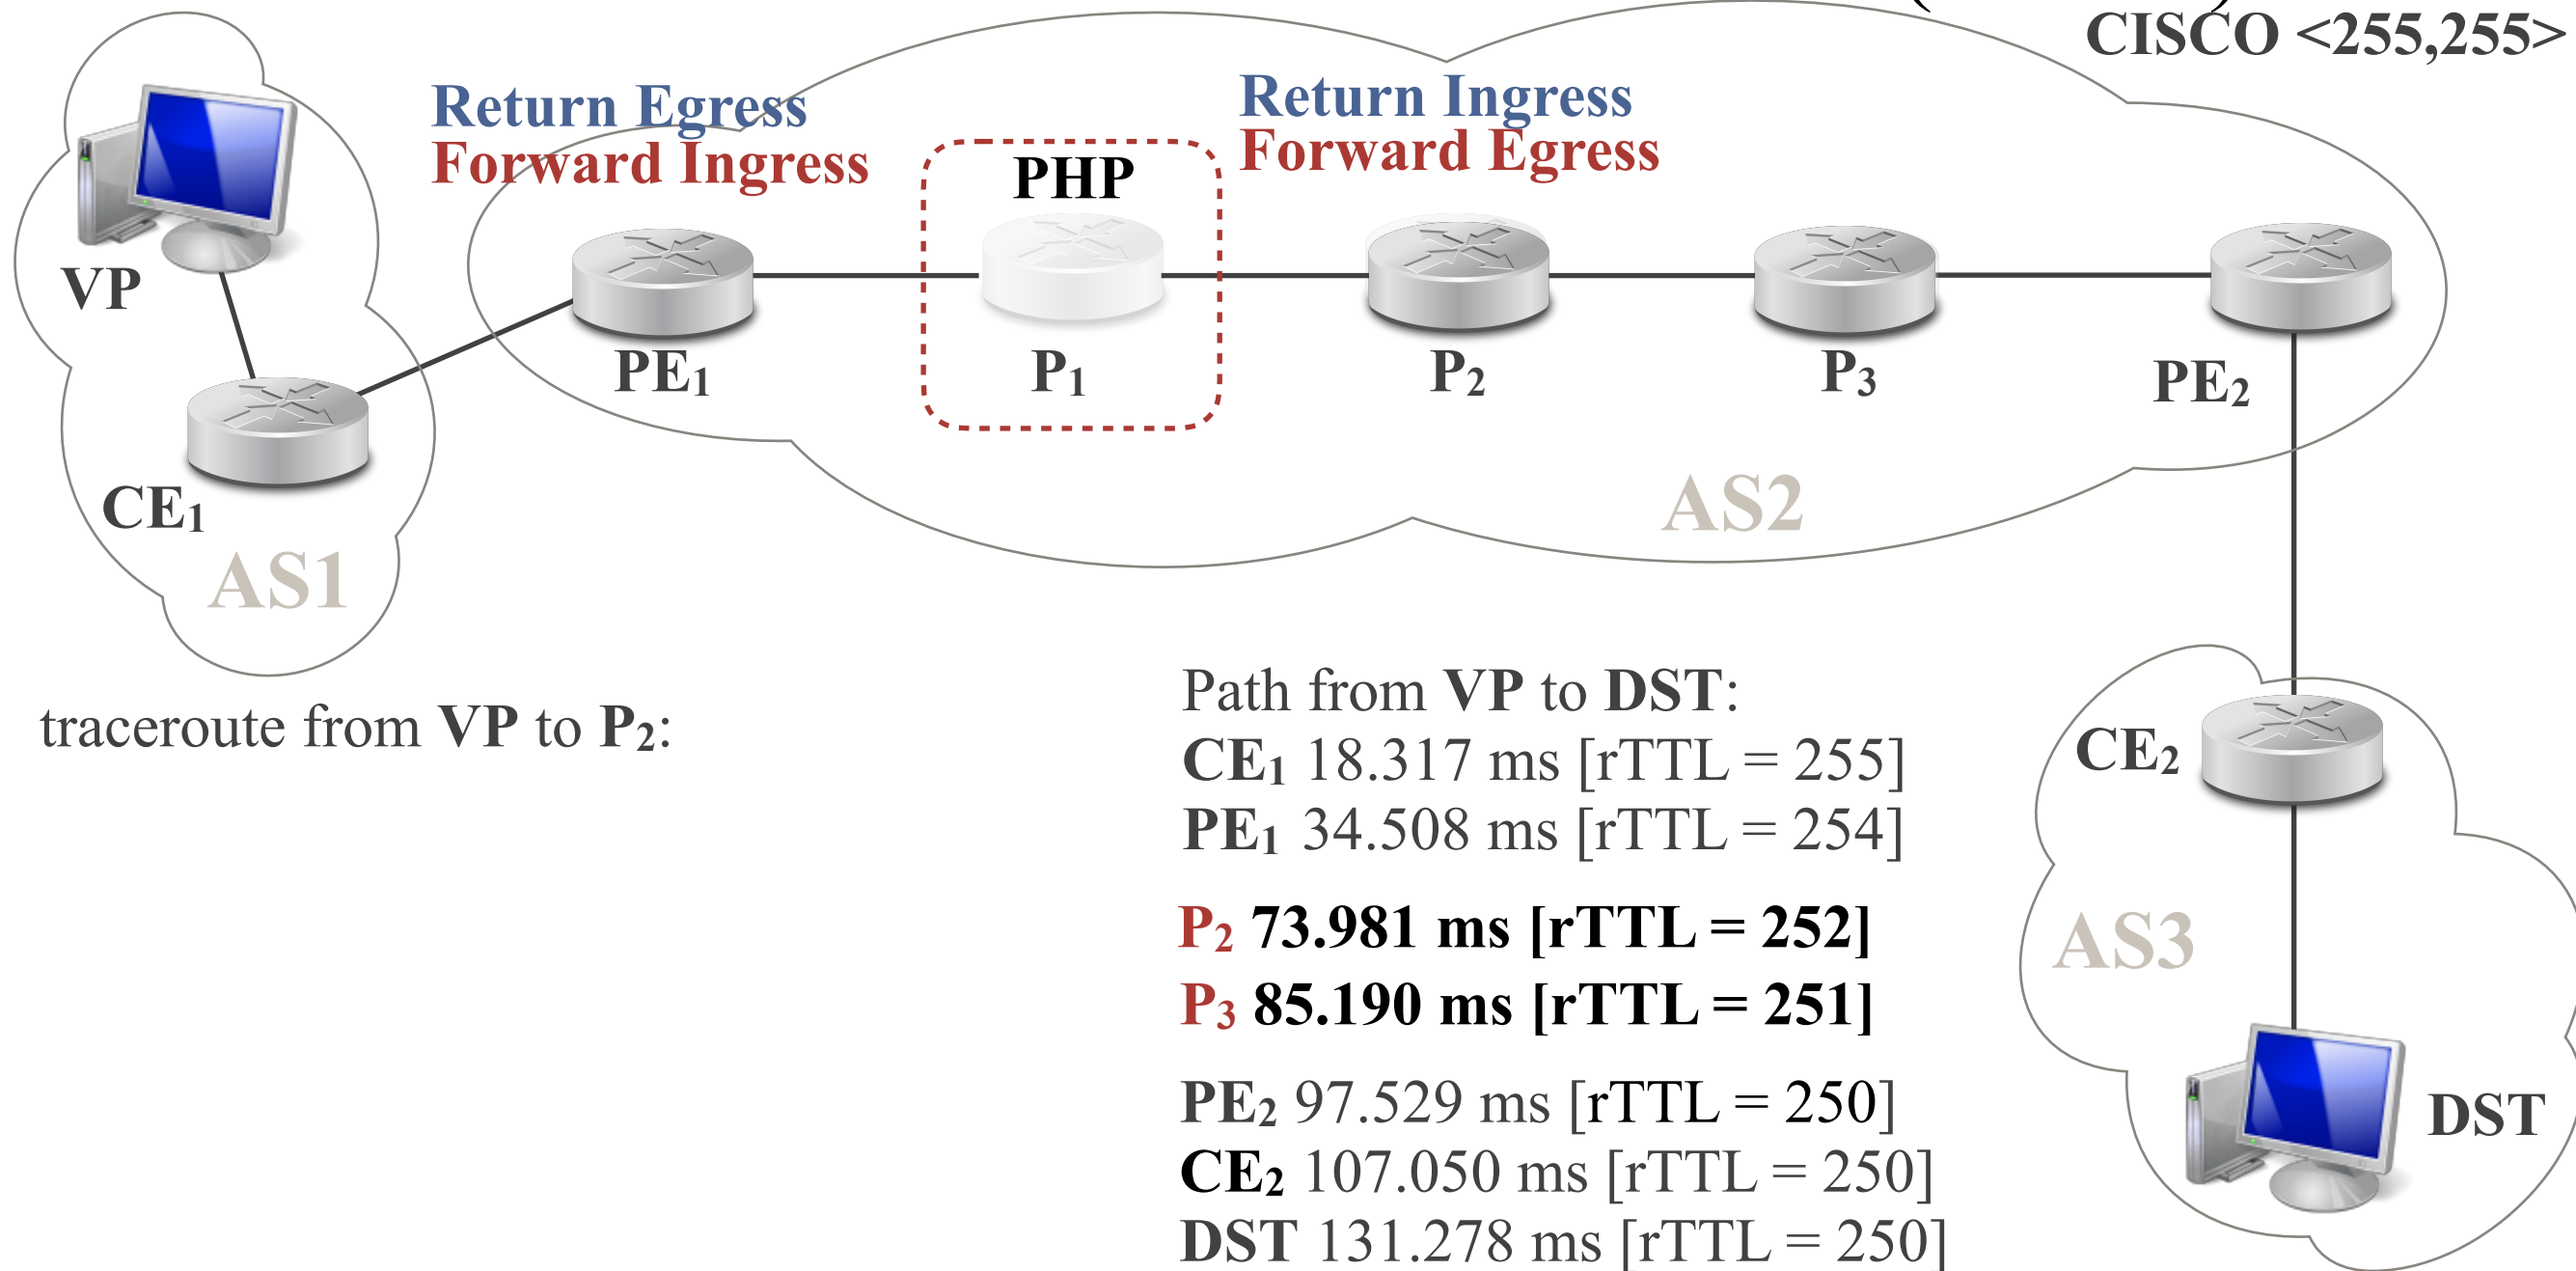 CISCO <255,255>
Return Egress
Forward Ingress
Return Ingress
Forward Egress
PHP
VP
PE1
P1
P2
P3
PE2
CE1
AS1
AS2
traceroute from VP to P2:
Path from VP to DST:
CE1 18.317 ms [rTTL = 255]
PE1 34.508 ms [rTTL = 254]
P2 73.981 ms [rTTL = 252]
P3 85.190 ms [rTTL = 251]
PE2 97.529 ms [rTTL = 250]
CE2 107.050 ms [rTTL = 250]
DST 131.278 ms [rTTL = 250]
CE2
AS3
DST